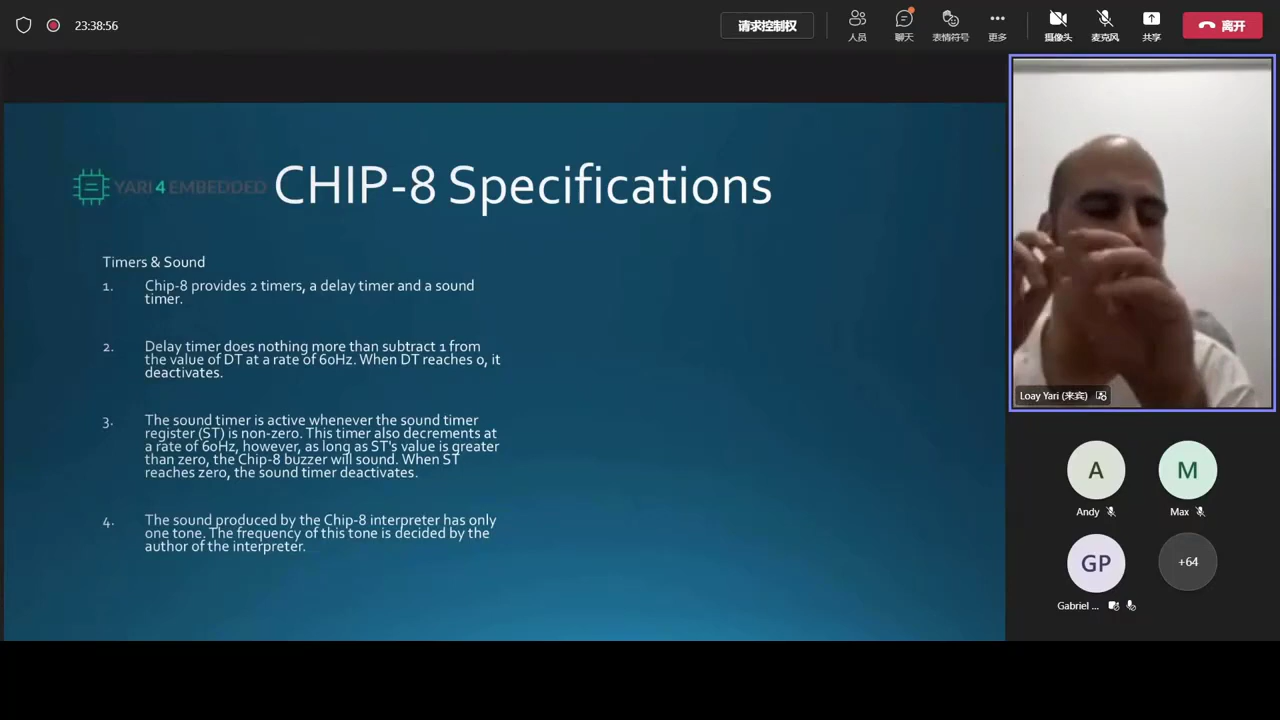 23:38:56
请求控制权
人员
聊天
表情符号
更多
摄像头
麦克风
共享
离开
YARI 4 EMBEDDED
CHIP-8 Specifications
Timers & Sound
1. Chip-8 provides 2 timers, a delay timer and a sound
timer.
2. Delay timer does nothing more than subtract 1 from
the value of DT at a rate of 60Hz. When DT reaches 0, it
deactivates.
3. The sound timer is active whenever the sound timer
register (ST) is non-zero. This timer also decrements at
a rate of 60Hz, however, as long as ST's value is greater
than zero, the Chip-8 buzzer will sound. When ST
reaches zero, the sound timer deactivates.
4. The sound produced by the Chip-8 interpreter has only
one tone. The frequency of this tone is decided by the
author of the interpreter.
Loay Yari (来宾)
A
M
Andy
Max
GP
+64
Gabriel ...